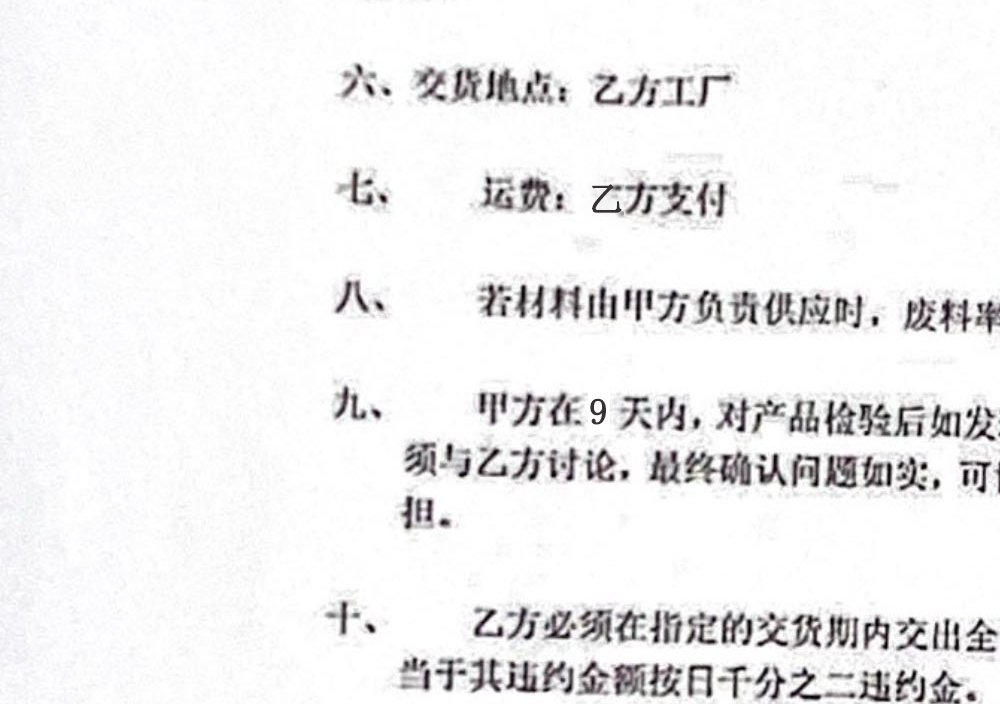 六、交货地点：乙方工厂
七、 运费：乙方支付
八、 若材料由甲方负责供应时，废料率
九、 甲方在9天内，对产品检验后如发
须与乙方讨论，最终确认问题如实，可
担。
十、 乙方必须在指定的交货期内交出全
当于其违约金额按日千分之二违约金。